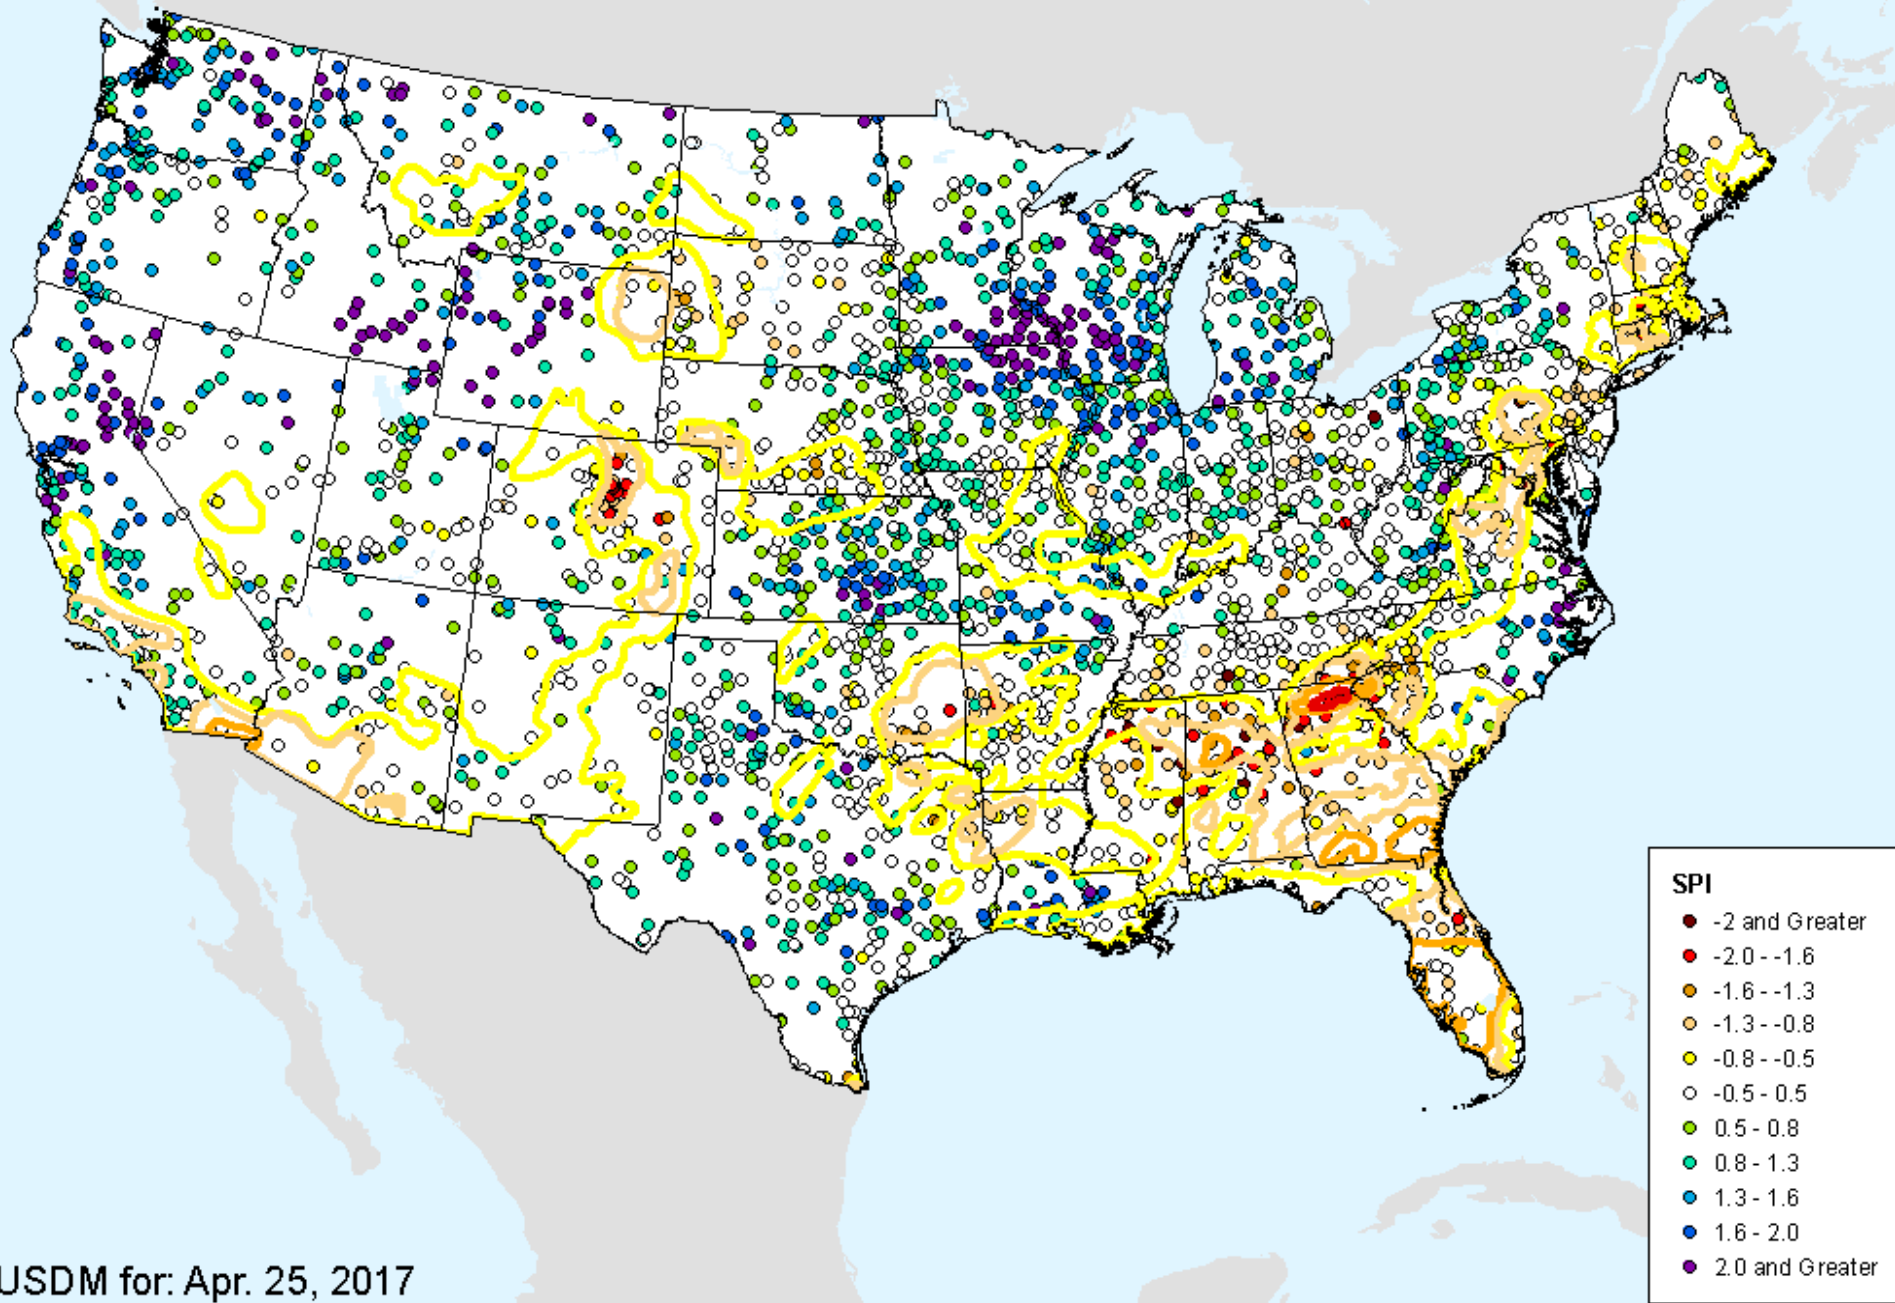 SPI
-2 and Greater
-2.0 - -1.6
-1.6 - -1.3
-1.3 - -0.8
-0.8 - -0.5
-0.5 - 0.5
0.5 - 0.8
0.8 - 1.3
1.3 - 1.6
1.6 - 2.0
2.0 and Greater
USDM for: Apr. 25, 2017